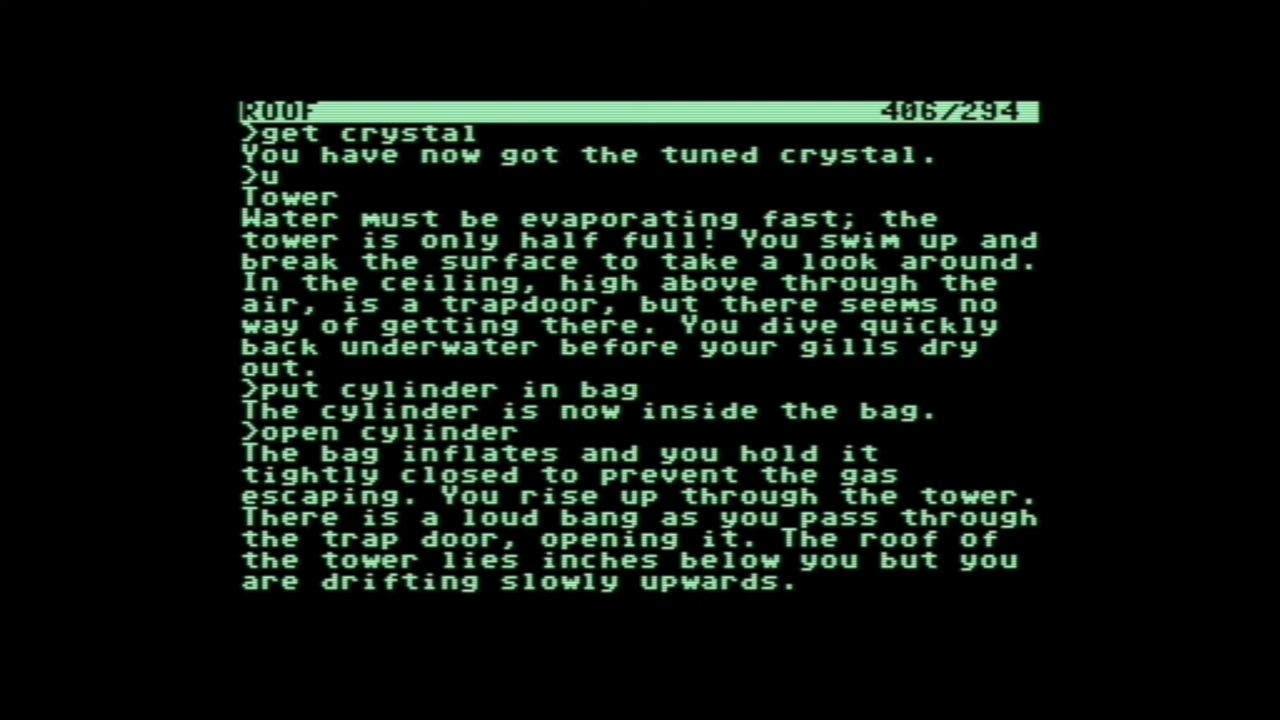 ROOF 406/294
>get crystal
You have now got the tuned crystal.
>u
Tower
Water must be evaporating fast; the
tower is only half full! You swim up and
break the surface to take a look around.
In the ceiling, high above through the
air, is a trapdoor, but there seems no
way of getting there. You dive quickly
back underwater before your gills dry
out.
>put cylinder in bag
The cylinder is now inside the bag.
>open cylinder
The bag inflates and you hold it
tightly closed to prevent the gas
escaping. You rise up through the tower.
There is a loud bang as you pass through
the trap door, opening it. The roof of
the tower lies inches below you but you
are drifting slowly upwards.